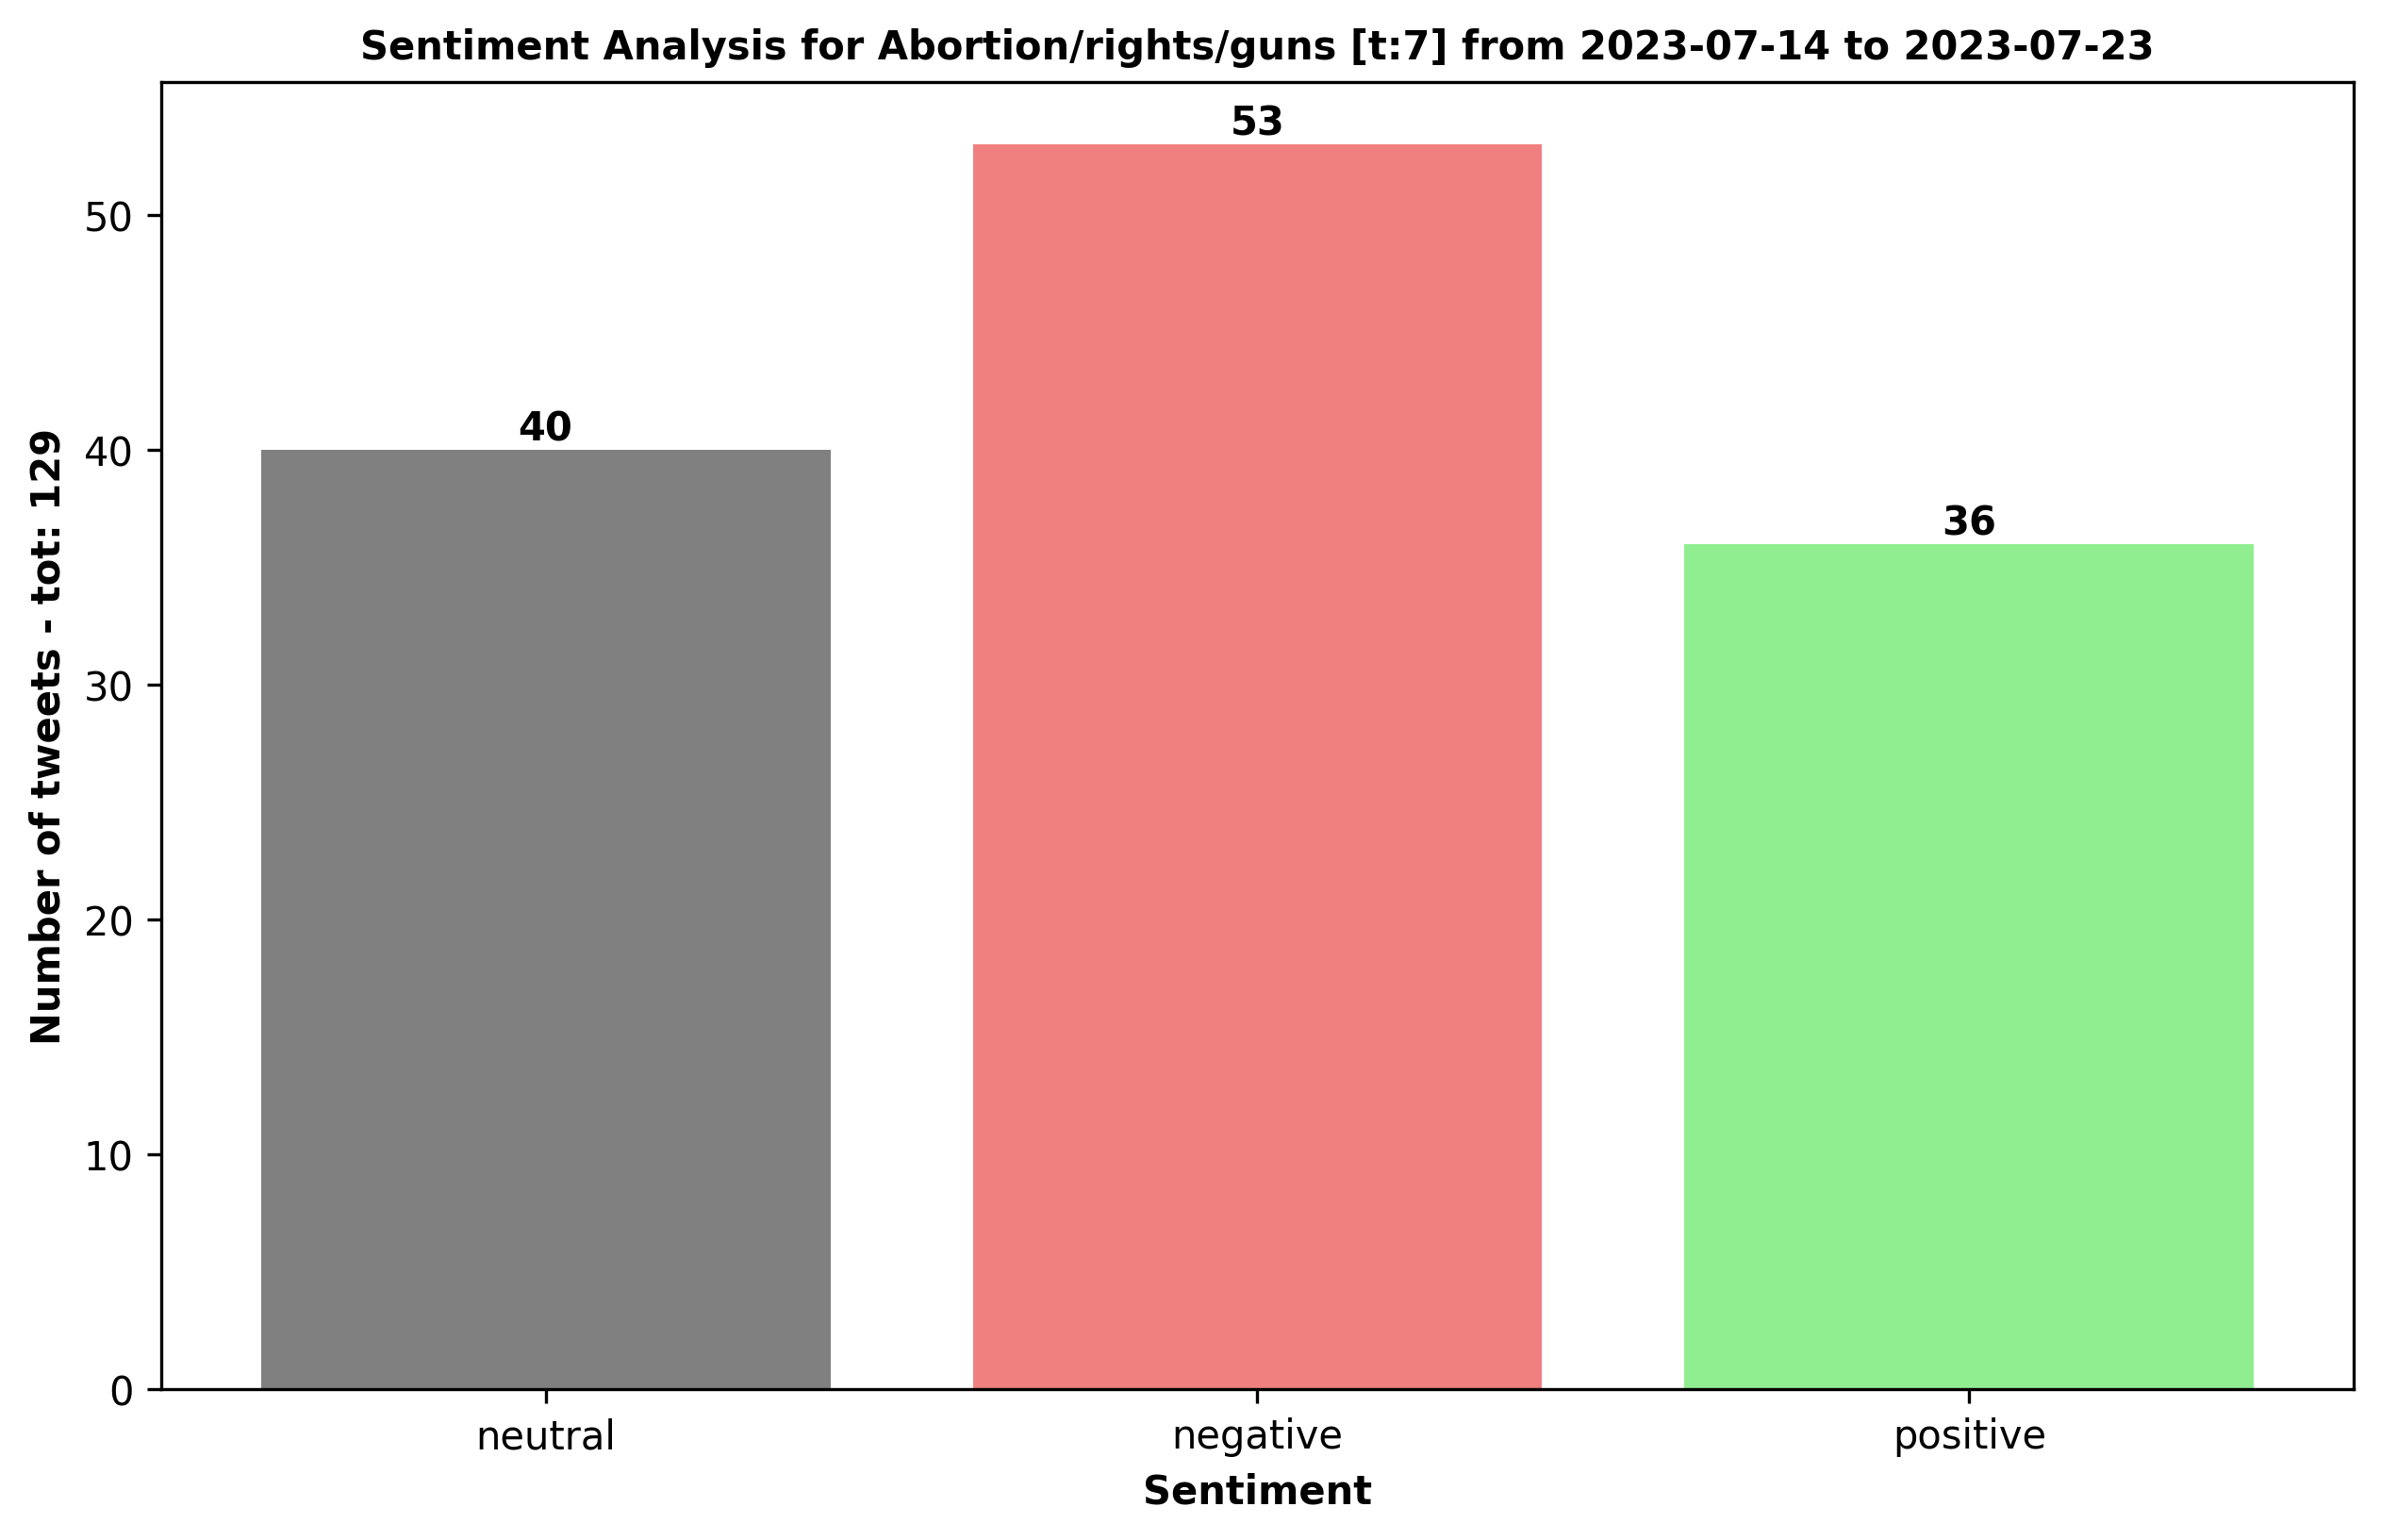 Sentiment Analysis for Abortion/rights/guns [t:7] from 2023-07-14 to 2023-07-23
Number of tweets - tot: 129
50
40
30
20
10
0
40
53
36
neutral
negative
positive
Sentiment